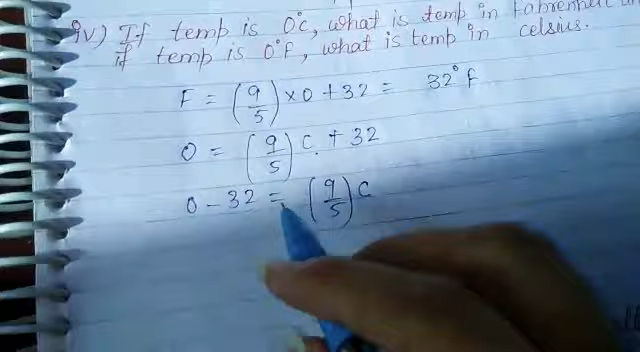 iv) If temp is 0°C, what is temp in Fahrenheit
if temp is 0°F, what is temp in celsius.
F = (9/5) × 0 + 32 = 32°F
0 = (9/5) C + 32
0 - 32 = (9/5) C